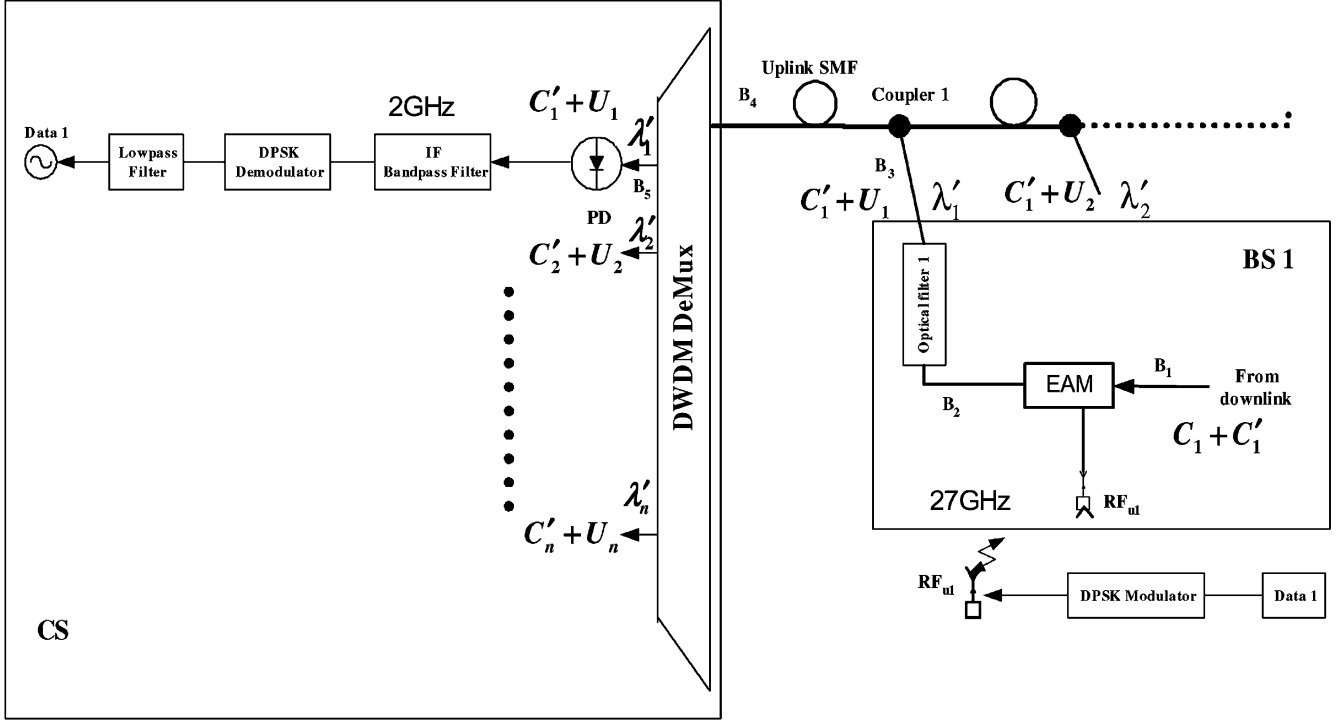 Uplink SMF
B₄
Coupler 1
2GHz
C′₁ + U₁
λ′₁
Data 1
Lowpass
Filter
DPSK
Demodulator
IF
Bandpass Filter
B₅
PD
λ′₂
C′₂ + U₂
DWDM DeMux
λ′ₙ
C′ₙ + Uₙ
CS
B₃
C′₁ + U₁
λ′₁
C′₁ + U₂
λ′₂
BS 1
Optical filter 1
EAM
B₁
From
downlink
B₂
C₁ + C′₁
27GHz
RFᵤ₁
RFᵤ₁
DPSK Modulator
Data 1